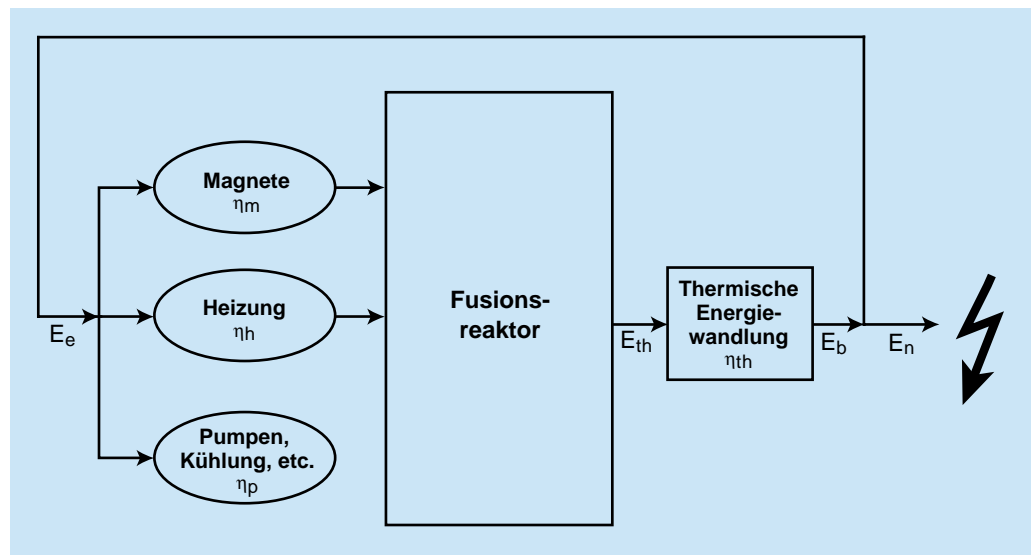 Magnete
ηm
Heizung
ηh
Pumpen,
Kühlung, etc.
ηp
Ee
Fusions-
reaktor
Eth
Thermische
Energie-
wandlung
ηth
Eb
En